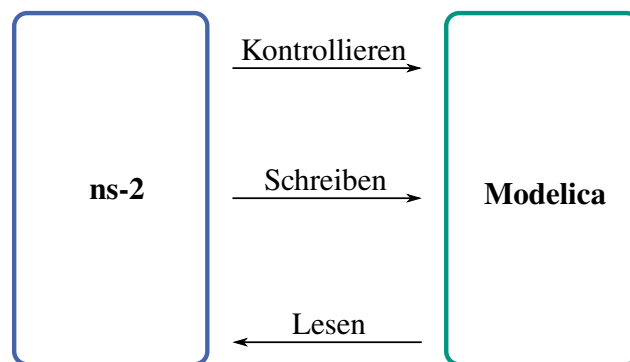 Kontrollieren
ns-2
Schreiben
Modelica
Lesen